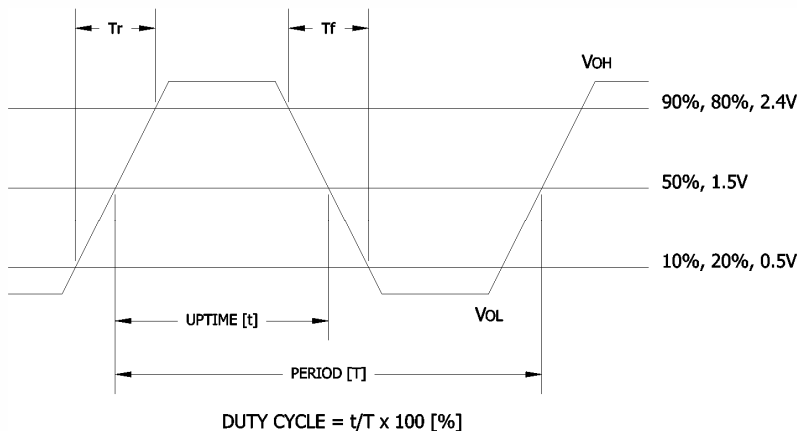 Tr
Tf
VOH
90%, 80%, 2.4V
50%, 1.5V
10%, 20%, 0.5V
UPTIME [t]
VOL
PERIOD [T]
DUTY CYCLE = t/T x 100 [%]